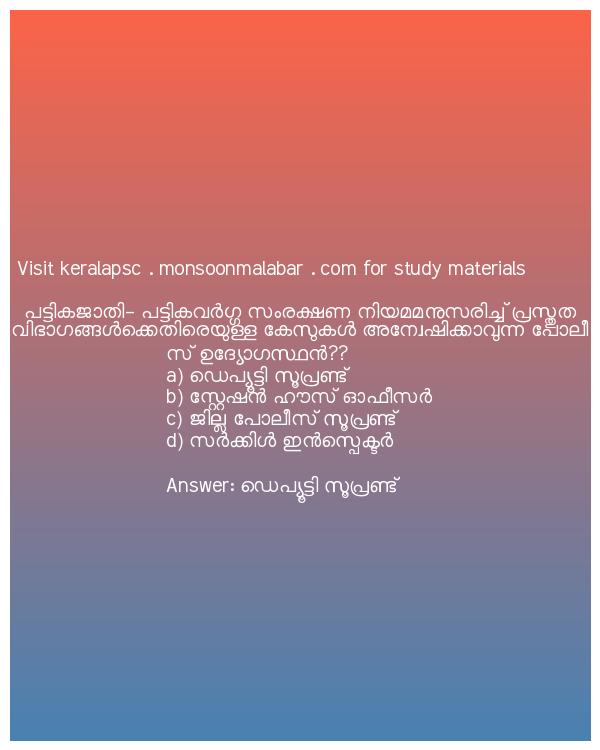 Visit keralapsc . monsoonmalabar . com for study materials
പട്ടികജാതി- പട്ടികവർഗ്ഗ സംരക്ഷണ നിയമമനുസരിച്ച് പ്രസ്തുത
വിഭാഗങ്ങൾക്കെതിരെയുള്ള കേസുകൾ അന്വേഷിക്കാവുന്ന പോലീ
സ് ഉദ്യോഗസ്ഥൻ??
a) ഡെപ്യൂട്ടി സൂപ്രണ്ട്
b) സ്റ്റേഷൻ ഹൗസ് ഓഫീസർ
c) ജില്ല പോലീസ് സൂപ്രണ്ട്
d) സർക്കിൾ ഇൻസ്പെക്ടർ
Answer: ഡെപ്യൂട്ടി സൂപ്രണ്ട്